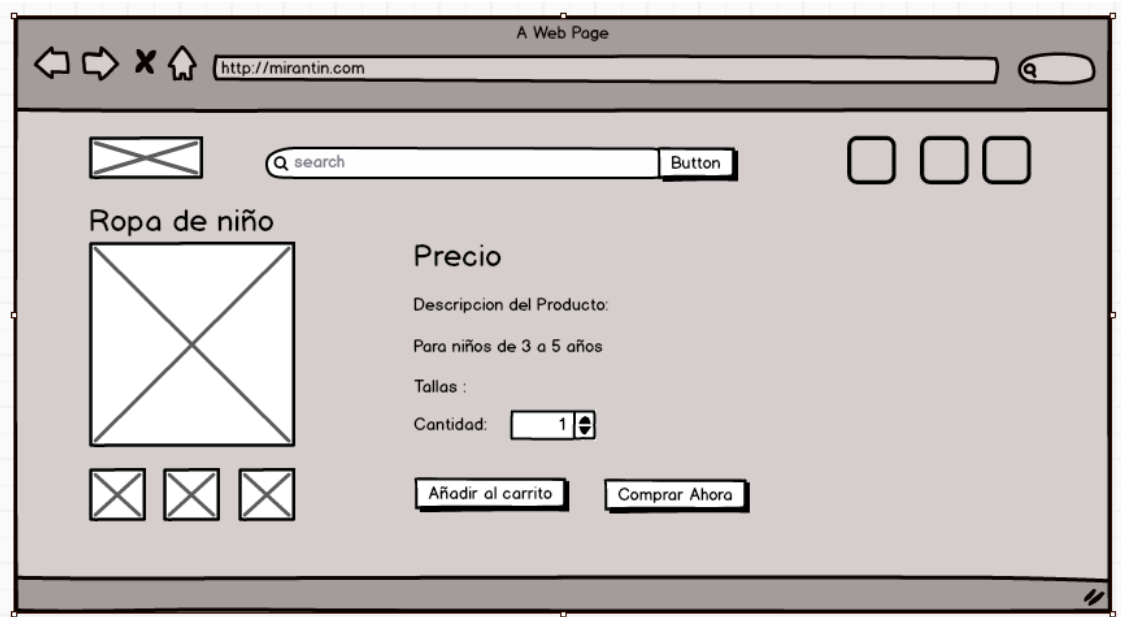 A Web Page
http://mirantin.com
search
Button
Ropa de niño
Precio
Descripcion del Producto:
Para niños de 3 a 5 años
Tallas :
Cantidad: 1
Añadir al carrito
Comprar Ahora